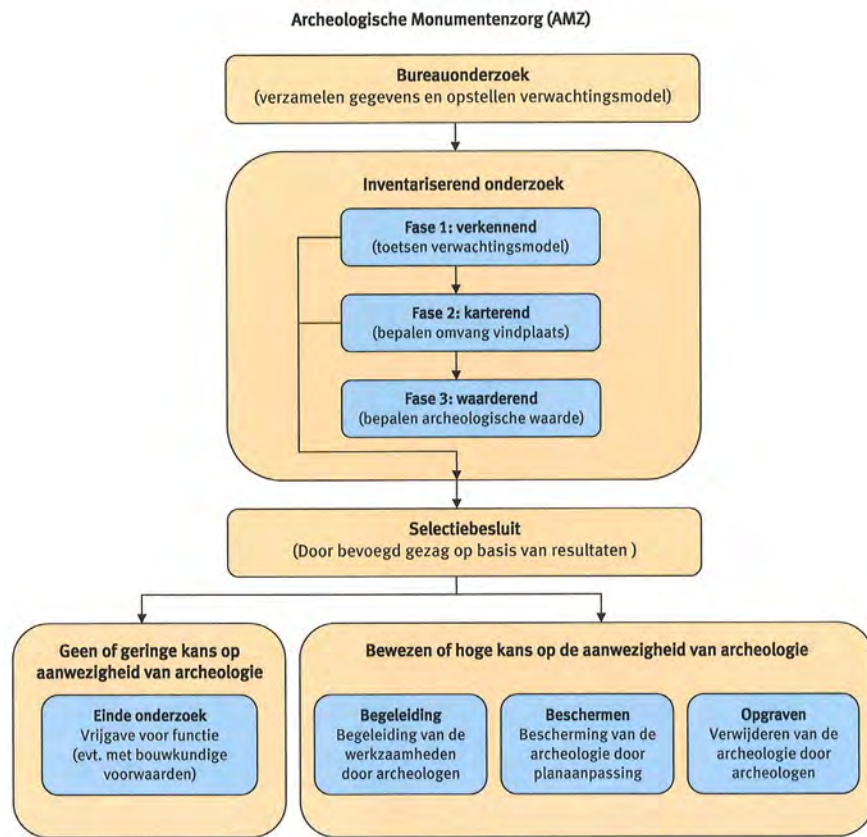 Archeologische Monumentenzorg (AMZ)
Bureauonderzoek
(verzamelen gegevens en opstellen verwachtingsmodel)
Inventariserend onderzoek
Fase 1: verkennend
(toetsen verwachtingsmodel)
Fase 2: karterend
(bepalen omvang vindplaats)
Fase 3: waarderend
(bepalen archeologische waarde)
Selectiebesluit
(Door bevoegd gezag op basis van resultaten )
Geen of geringe kans op
aanwezigheid van archeologie
Einde onderzoek
Vrijgave voor functie
(evt. met bouwkundige
voorwaarden)
Bewezen of hoge kans op de aanwezigheid van archeologie
Begeleiding
Begeleiding van de
werkzaamheden
door archeologen
Beschermen
Bescherming van de
archeologie door
planaanpassing
Opgraven
Verwijderen van de
archeologie door
archeologen